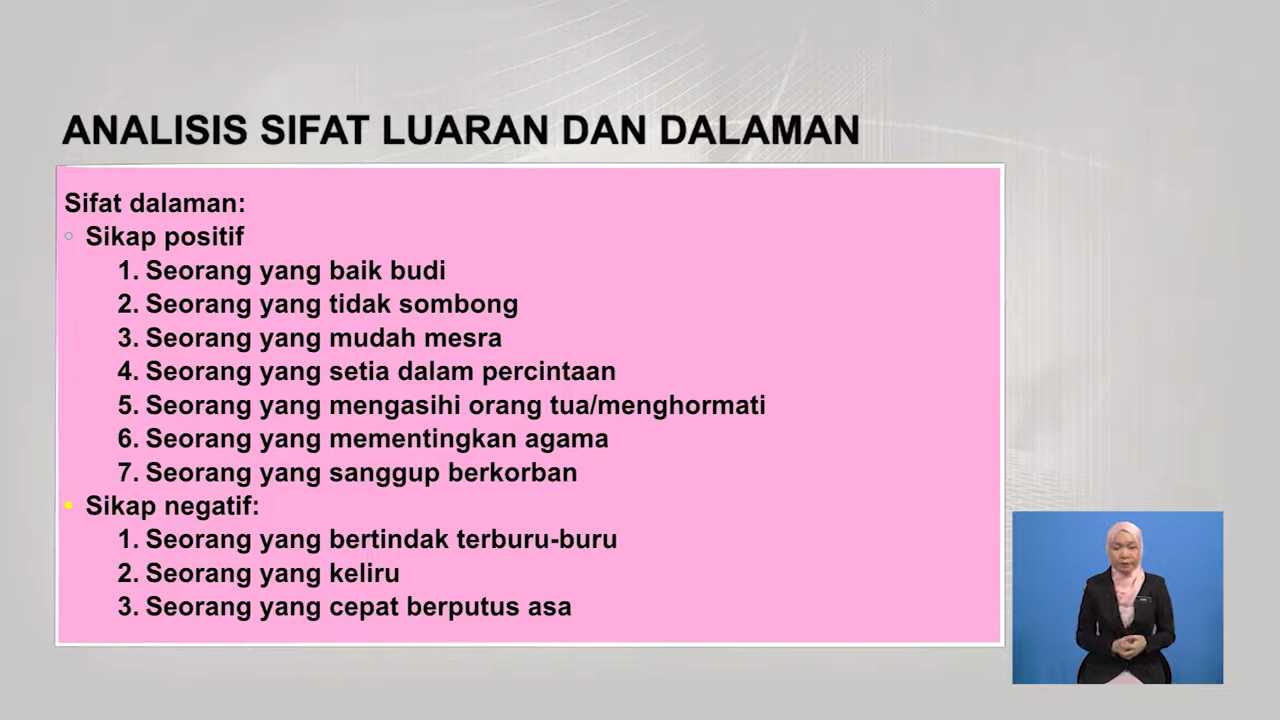 ANALISIS SIFAT LUARAN DAN DALAMAN
Sifat dalaman:
Sikap positif
1. Seorang yang baik budi
2. Seorang yang tidak sombong
3. Seorang yang mudah mesra
4. Seorang yang setia dalam percintaan
5. Seorang yang mengasihi orang tua/menghormati
6. Seorang yang mementingkan agama
7. Seorang yang sanggup berkorban
Sikap negatif:
1. Seorang yang bertindak terburu-buru
2. Seorang yang keliru
3. Seorang yang cepat berputus asa